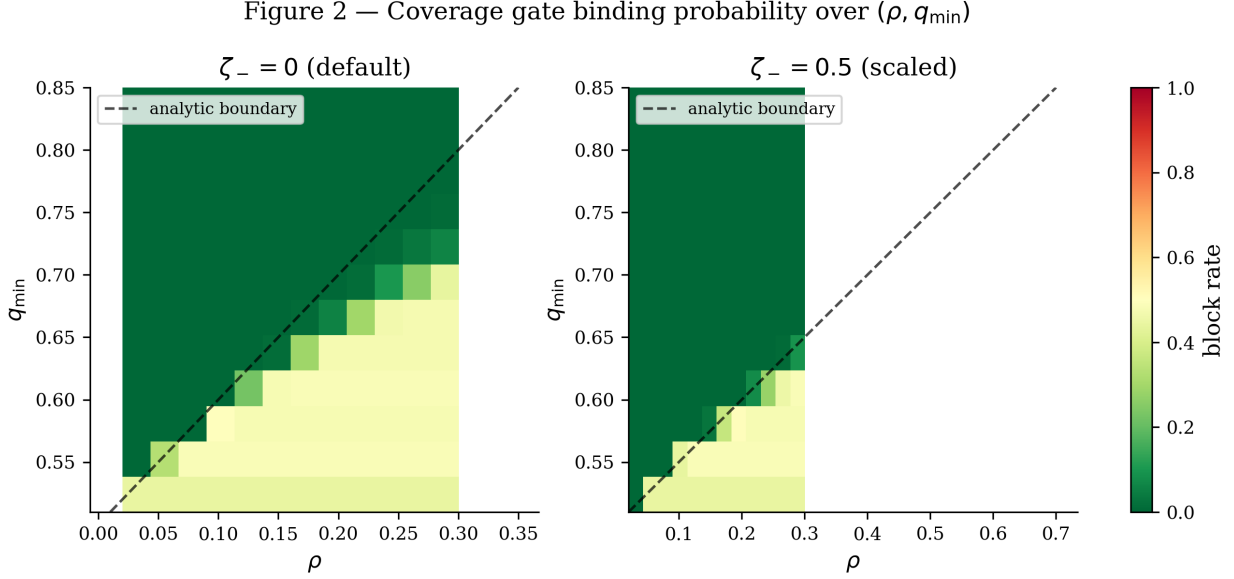 Figure 2 — Coverage gate binding probability over (ρ, q_min)
ζ₋ = 0 (default)
analytic boundary
0.85
0.80
0.75
0.70
0.65
0.60
0.55
q_min
0.00 0.05 0.10 0.15 0.20 0.25 0.30 0.35
ρ
ζ₋ = 0.5 (scaled)
analytic boundary
0.85
0.80
0.75
0.70
0.65
0.60
0.55
q_min
0.1 0.2 0.3 0.4 0.5 0.6 0.7
ρ
1.0
0.8
0.6
0.4
0.2
0.0
block rate